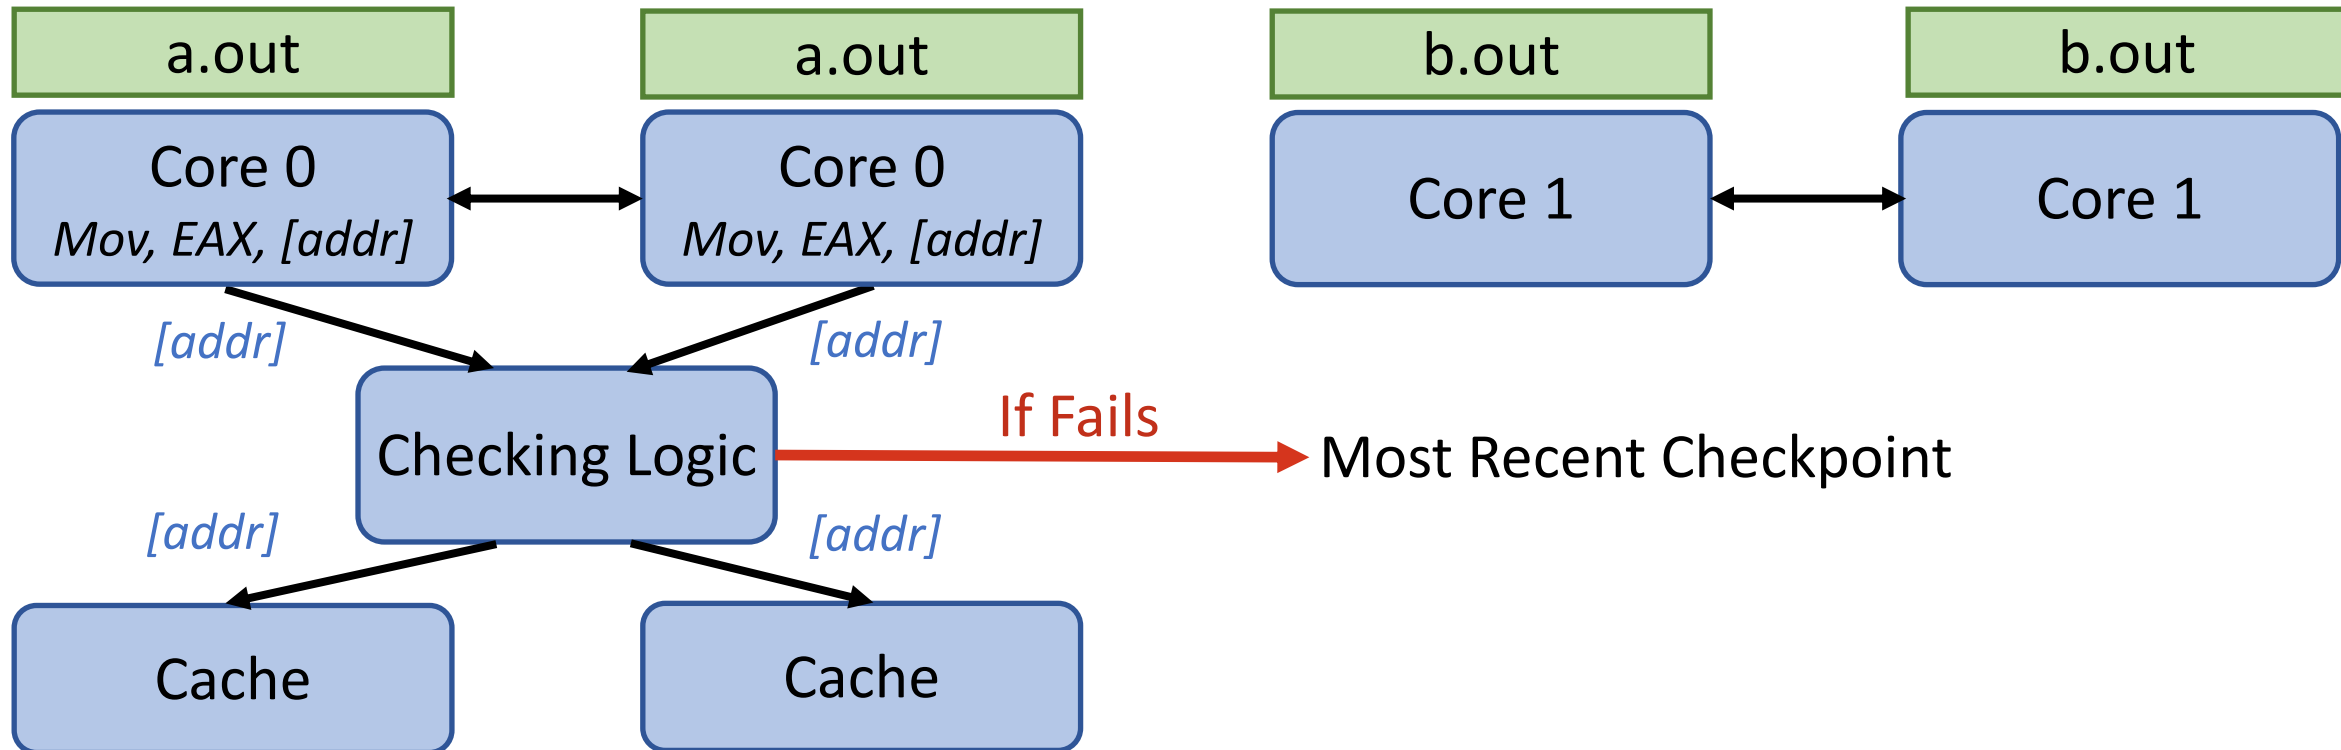 a.out
a.out
b.out
b.out
Core 0
Mov, EAX, [addr]
Core 0
Mov, EAX, [addr]
Core 1
Core 1
[addr]
[addr]
Checking Logic
If Fails
Most Recent Checkpoint
[addr]
[addr]
Cache
Cache